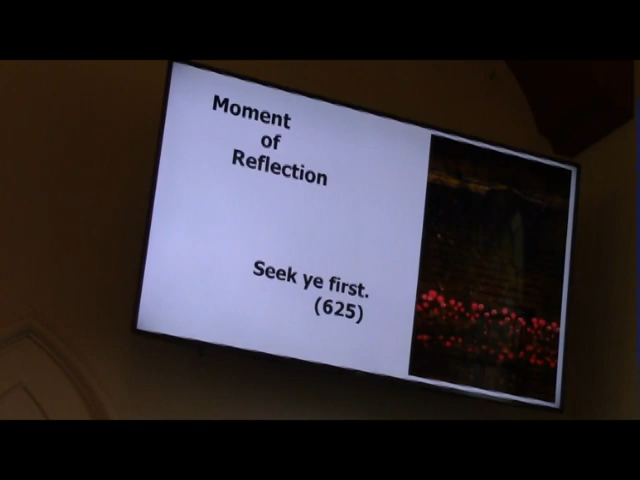 Moment
of
Reflection
Seek ye first.
(625)